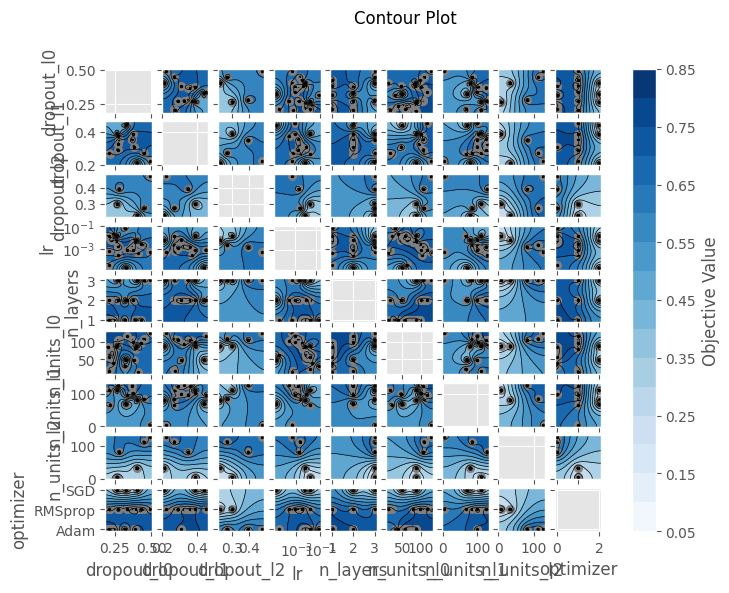 Contour Plot
dropout_l0
0.50
0.25
dropout_l1
0.4
0.2
dropout_l2
0.4
0.3
lr
10⁻¹
10⁻³
n_layers
3
2
1
n_units_l0
100
50
n_units_l1
100
0
n_units_l2
100
0
optimizer
SGD
RMSprop
Adam
0.25 0.50 0.2 0.4 0.3 0.4 10⁻³ 10⁻¹ 1 2 3 50 100 0 100 0 100 0 2
dropout_l0 dropout_l1 dropout_l2 lr n_layers n_units_l0 n_units_l1 n_units_l2 optimizer
0.85
0.75
0.65
0.55
0.45
0.35
0.25
0.15
0.05
Objective Value